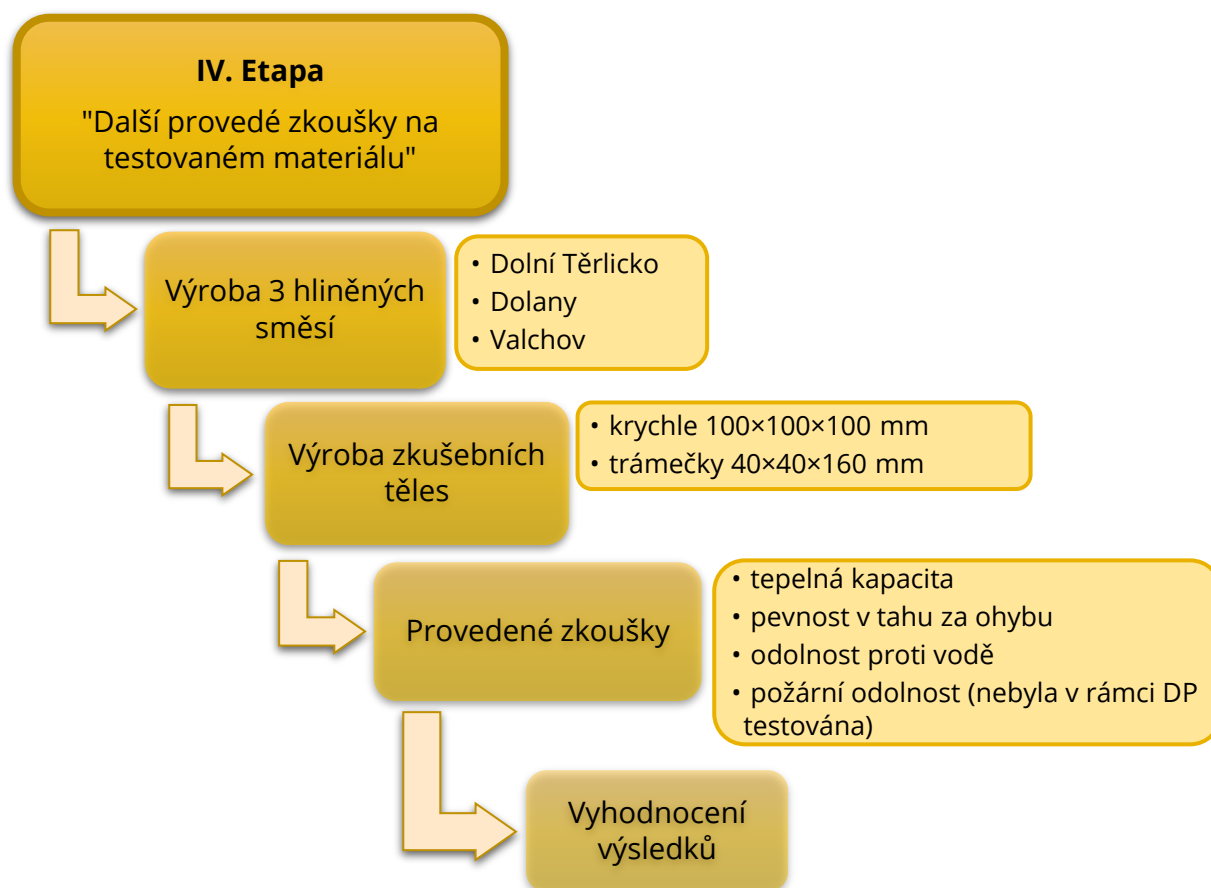 IV. Etapa
"Další provedé zkoušky na
testovaném materiálu"
Výroba 3 hliněných
směsí
• Dolní Těrlicko
• Dolany
• Valchov
Výroba zkušebních
těles
• krychle 100×100×100 mm
• trámečky 40×40×160 mm
Provedené zkoušky
• tepelná kapacita
• pevnost v tahu za ohybu
• odolnost proti vodě
• požární odolnost (nebyla v rámci DP
testována)
Vyhodnocení
výsledků